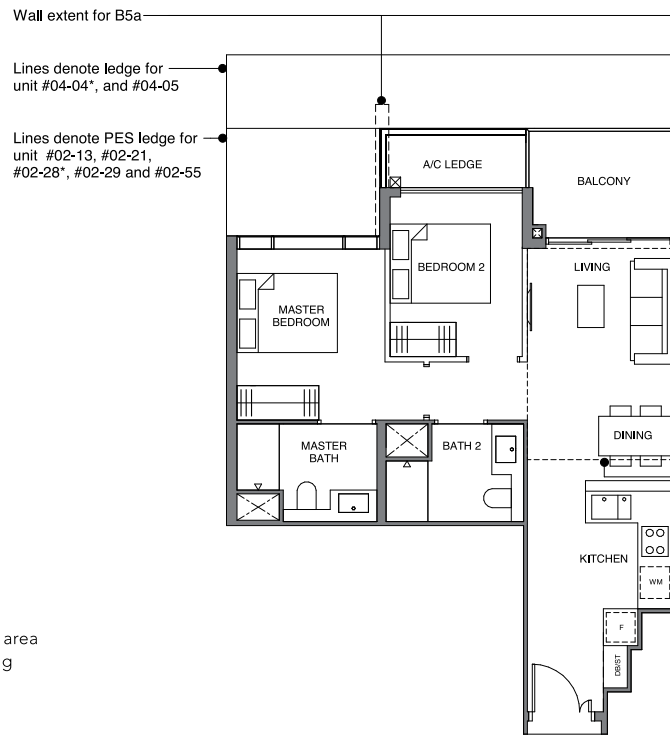 Wall extent for B5a
Lines denote ledge for
unit #04-04*, and #04-05
Lines denote PES ledge for
unit #02-13, #02-21,
#02-28*, #02-29 and #02-55
A/C LEDGE
BALCONY
BEDROOM 2
LIVING
MASTER
BEDROOM
DINING
MASTER
BATH
BATH 2
KITCHEN
WM
F
DB/ST
area
g